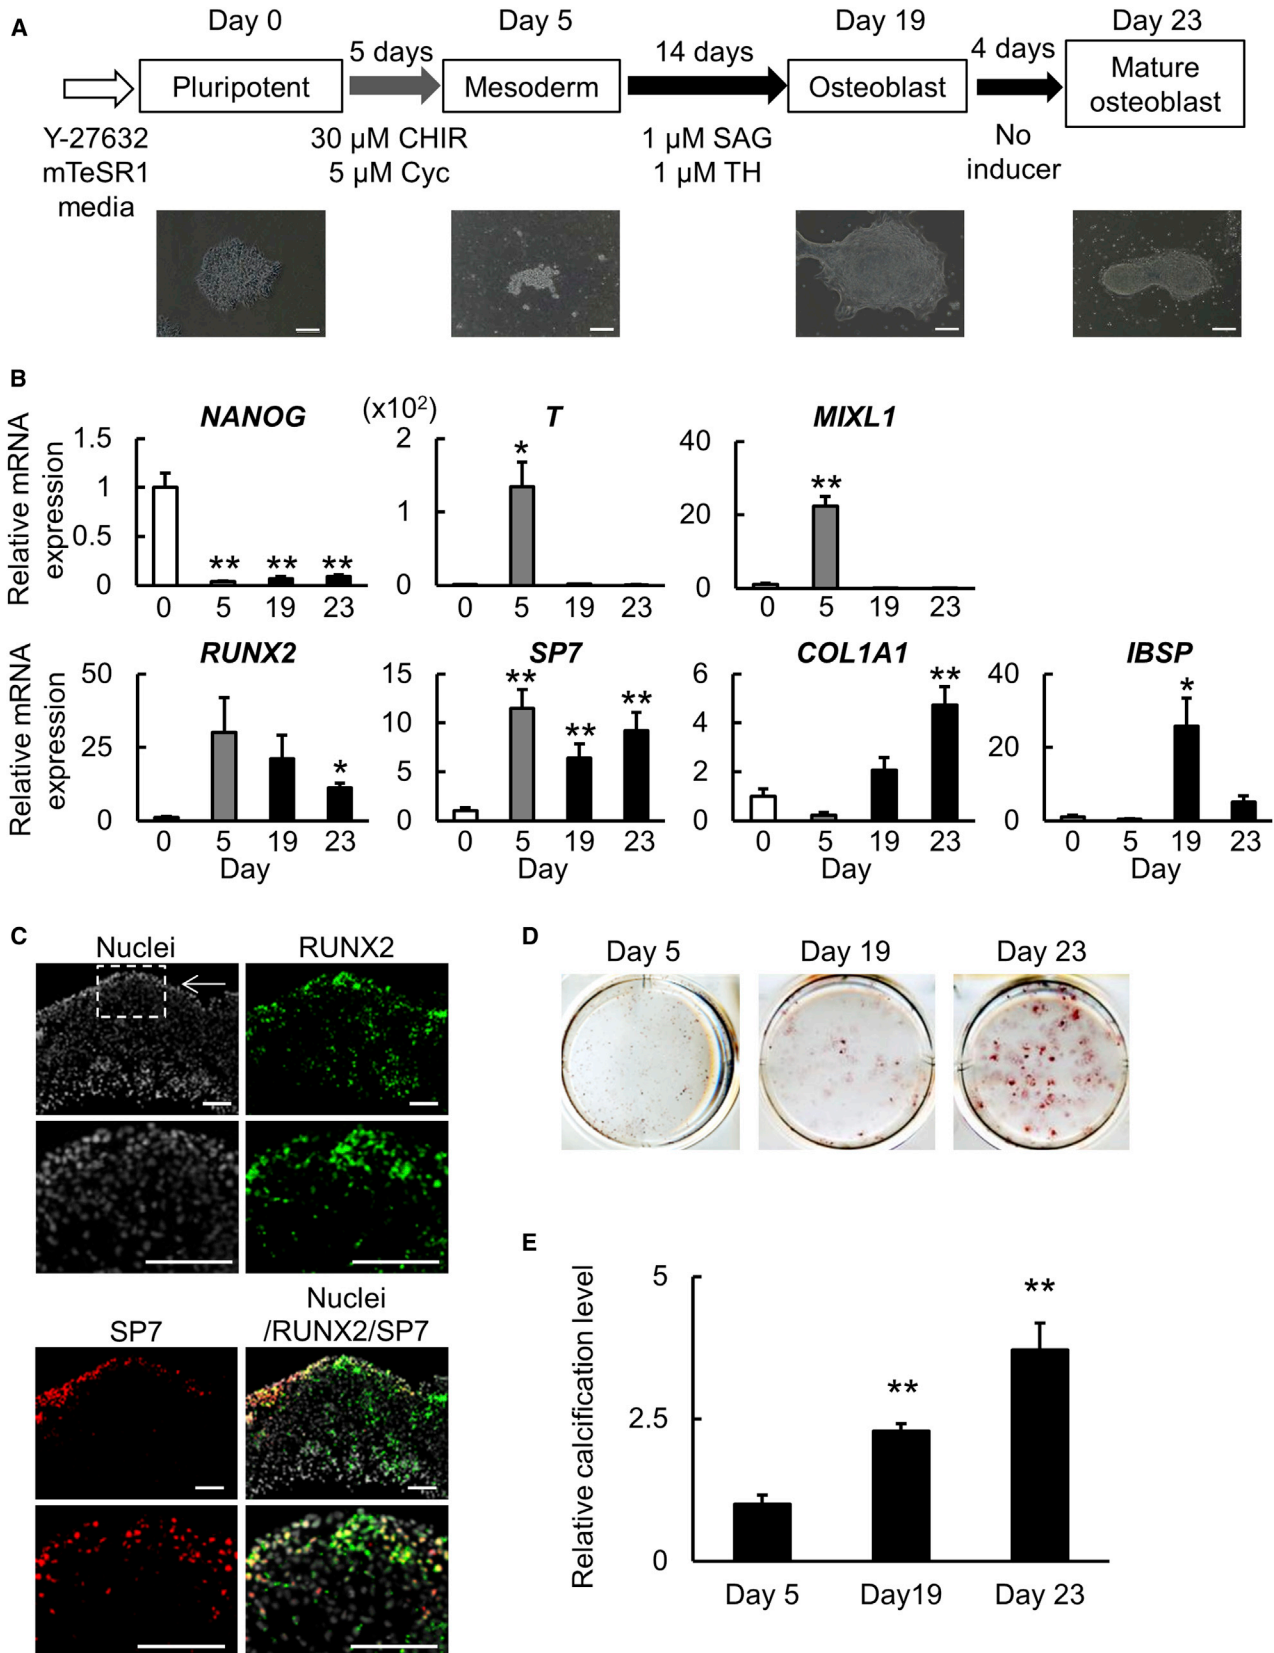 A
Day 0
Day 5
Day 19
Day 23
Pluripotent
5 days
Mesoderm
14 days
Osteoblast
4 days
Mature
osteoblast
Y-27632
mTeSR1
media
30 µM CHIR
5 µM Cyc
1 µM SAG
1 µM TH
No
inducer
B
Relative mRNA
expression
NANOG
1.5
1
0.5
0
** ** **
0 5 19 23
(x10²)
T
2
1
0
*
0 5 19 23
MIXL1
40
20
0
**
0 5 19 23
Relative mRNA
expression
RUNX2
50
25
0
*
0 5 19 23
Day
SP7
15
10
5
0
** ** **
0 5 19 23
Day
COL1A1
6
4
2
0
**
0 5 19 23
Day
IBSP
40
20
0
*
0 5 19 23
Day
C
Nuclei
RUNX2
SP7
Nuclei
/RUNX2/SP7
D
Day 5
Day 19
Day 23
E
Relative calcification level
5
2.5
0
**
**
Day 5
Day19
Day 23